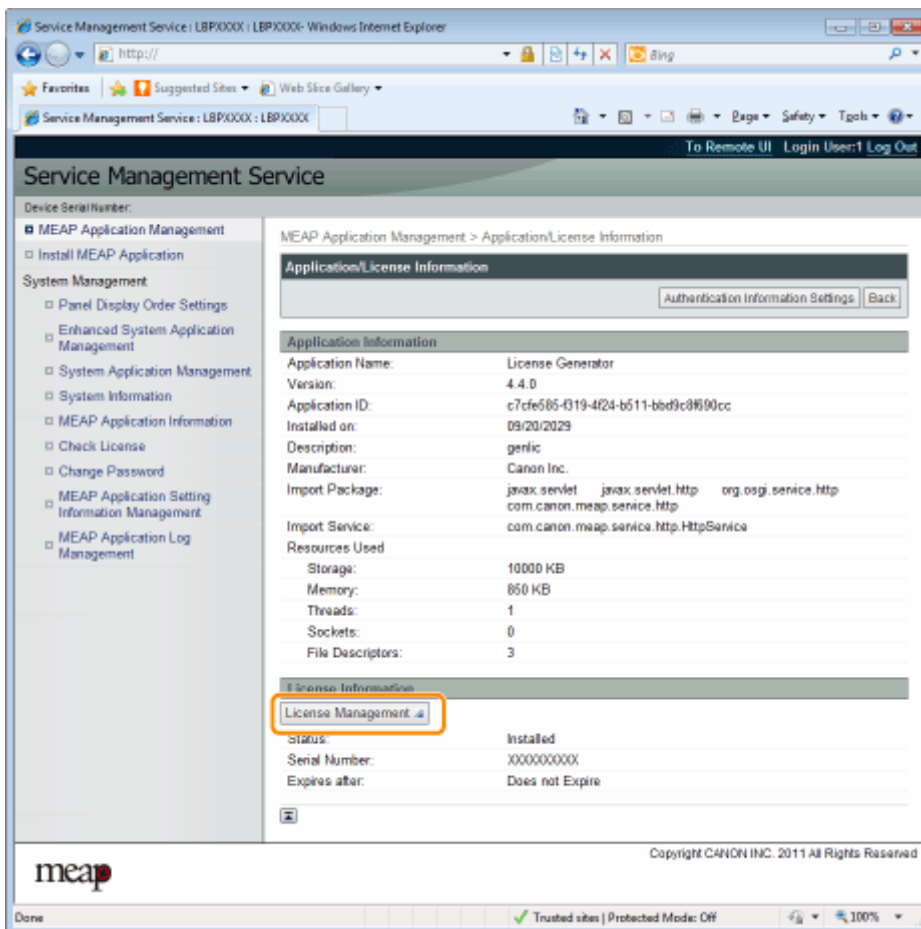 Service Management Service : LBPXXXX : LBPXXXX- Windows Internet Explorer
http://
Bing
Favorites Suggested Sites Web Slice Gallery
Service Management Service : LBPXXXX : LBPXXXX
Page Safety Tools
To Remote UI Login User:1 Log Out
Service Management Service
Device Serial Number:
MEAP Application Management
Install MEAP Application
System Management
Panel Display Order Settings
Enhanced System Application
Management
System Application Management
System Information
MEAP Application Information
Check License
Change Password
MEAP Application Setting
Information Management
MEAP Application Log
Management
MEAP Application Management > Application/License Information
Application/License Information
Authentication Information Settings Back
Application Information
Application Name: License Generator
Version: 4.4.0
Application ID: c7cfe585-f319-4f24-b511-bbd9c8f690cc
Installed on: 09/20/2029
Description: genlic
Manufacturer: Canon Inc.
Import Package: javax.servlet javax.servlet.http org.osgi.service.http
com.canon.meap.service.http
Import Service: com.canon.meap.service.http.HttpService
Resources Used
Storage: 10000 KB
Memory: 850 KB
Threads: 1
Sockets: 0
File Descriptors: 3
License Information
License Management
Status: Installed
Serial Number: XXXXXXXXXX
Expires after: Does not Expire
Copyright CANON INC. 2011 All Rights Reserved
meap
Done Trusted sites | Protected Mode: Off 100%